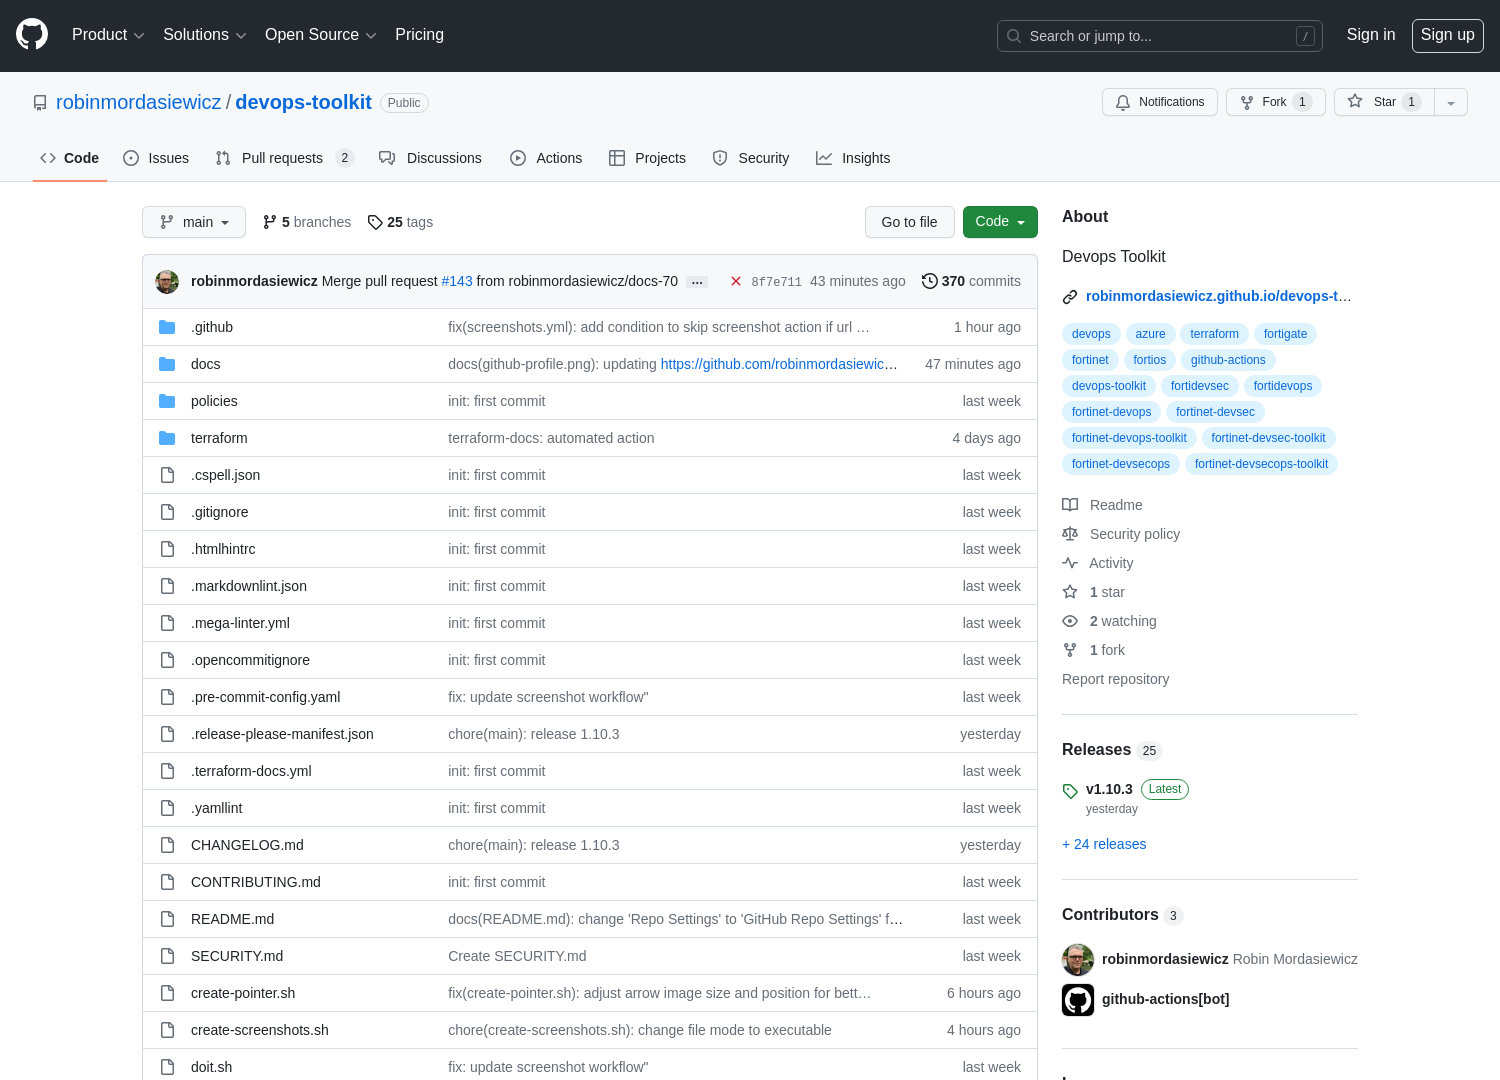 Product Solutions Open Source Pricing Search or jump to... / Sign in Sign up
robinmordasiewicz / devops-toolkit Public Notifications Fork 1 Star 1
Code Issues Pull requests 2 Discussions Actions Projects Security Insights
main 5 branches 25 tags Go to file Code
robinmordasiewicz Merge pull request #143 from robinmordasiewicz/docs-70 … 8f7e711 43 minutes ago 370 commits
.github fix(screenshots.yml): add condition to skip screenshot action if url … 1 hour ago
docs docs(github-profile.png): updating https://github.com/robinmordasiewic… 47 minutes ago
policies init: first commit last week
terraform terraform-docs: automated action 4 days ago
.cspell.json init: first commit last week
.gitignore init: first commit last week
.htmlhintrc init: first commit last week
.markdownlint.json init: first commit last week
.mega-linter.yml init: first commit last week
.opencommitignore init: first commit last week
.pre-commit-config.yaml fix: update screenshot workflow" last week
.release-please-manifest.json chore(main): release 1.10.3 yesterday
.terraform-docs.yml init: first commit last week
.yamllint init: first commit last week
CHANGELOG.md chore(main): release 1.10.3 yesterday
CONTRIBUTING.md init: first commit last week
README.md docs(README.md): change 'Repo Settings' to 'GitHub Repo Settings' f… last week
SECURITY.md Create SECURITY.md last week
create-pointer.sh fix(create-pointer.sh): adjust arrow image size and position for bett… 6 hours ago
create-screenshots.sh chore(create-screenshots.sh): change file mode to executable 4 hours ago
doit.sh fix: update screenshot workflow" last week
About
Devops Toolkit
robinmordasiewicz.github.io/devops-t…
devops azure terraform fortigate
fortinet fortios github-actions
devops-toolkit fortidevsec fortidevops
fortinet-devops fortinet-devsec
fortinet-devops-toolkit fortinet-devsec-toolkit
fortinet-devsecops fortinet-devsecops-toolkit
Readme
Security policy
Activity
1 star
2 watching
1 fork
Report repository
Releases 25
v1.10.3 Latest
yesterday
+ 24 releases
Contributors 3
robinmordasiewicz Robin Mordasiewicz
github-actions[bot]